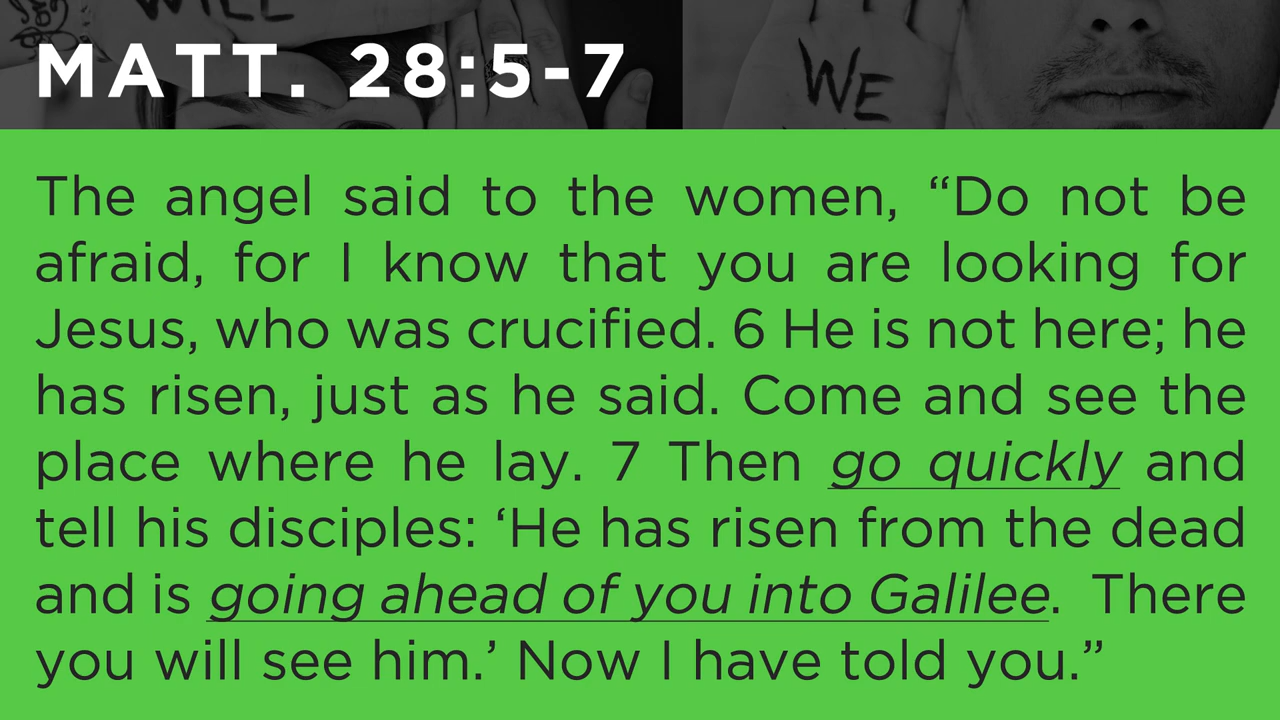 WILL
WE
MATT. 28:5-7
The angel said to the women, “Do not be
afraid, for I know that you are looking for
Jesus, who was crucified. 6 He is not here; he
has risen, just as he said. Come and see the
place where he lay. 7 Then go quickly and
tell his disciples: ‘He has risen from the dead
and is going ahead of you into Galilee. There
you will see him.’ Now I have told you.”